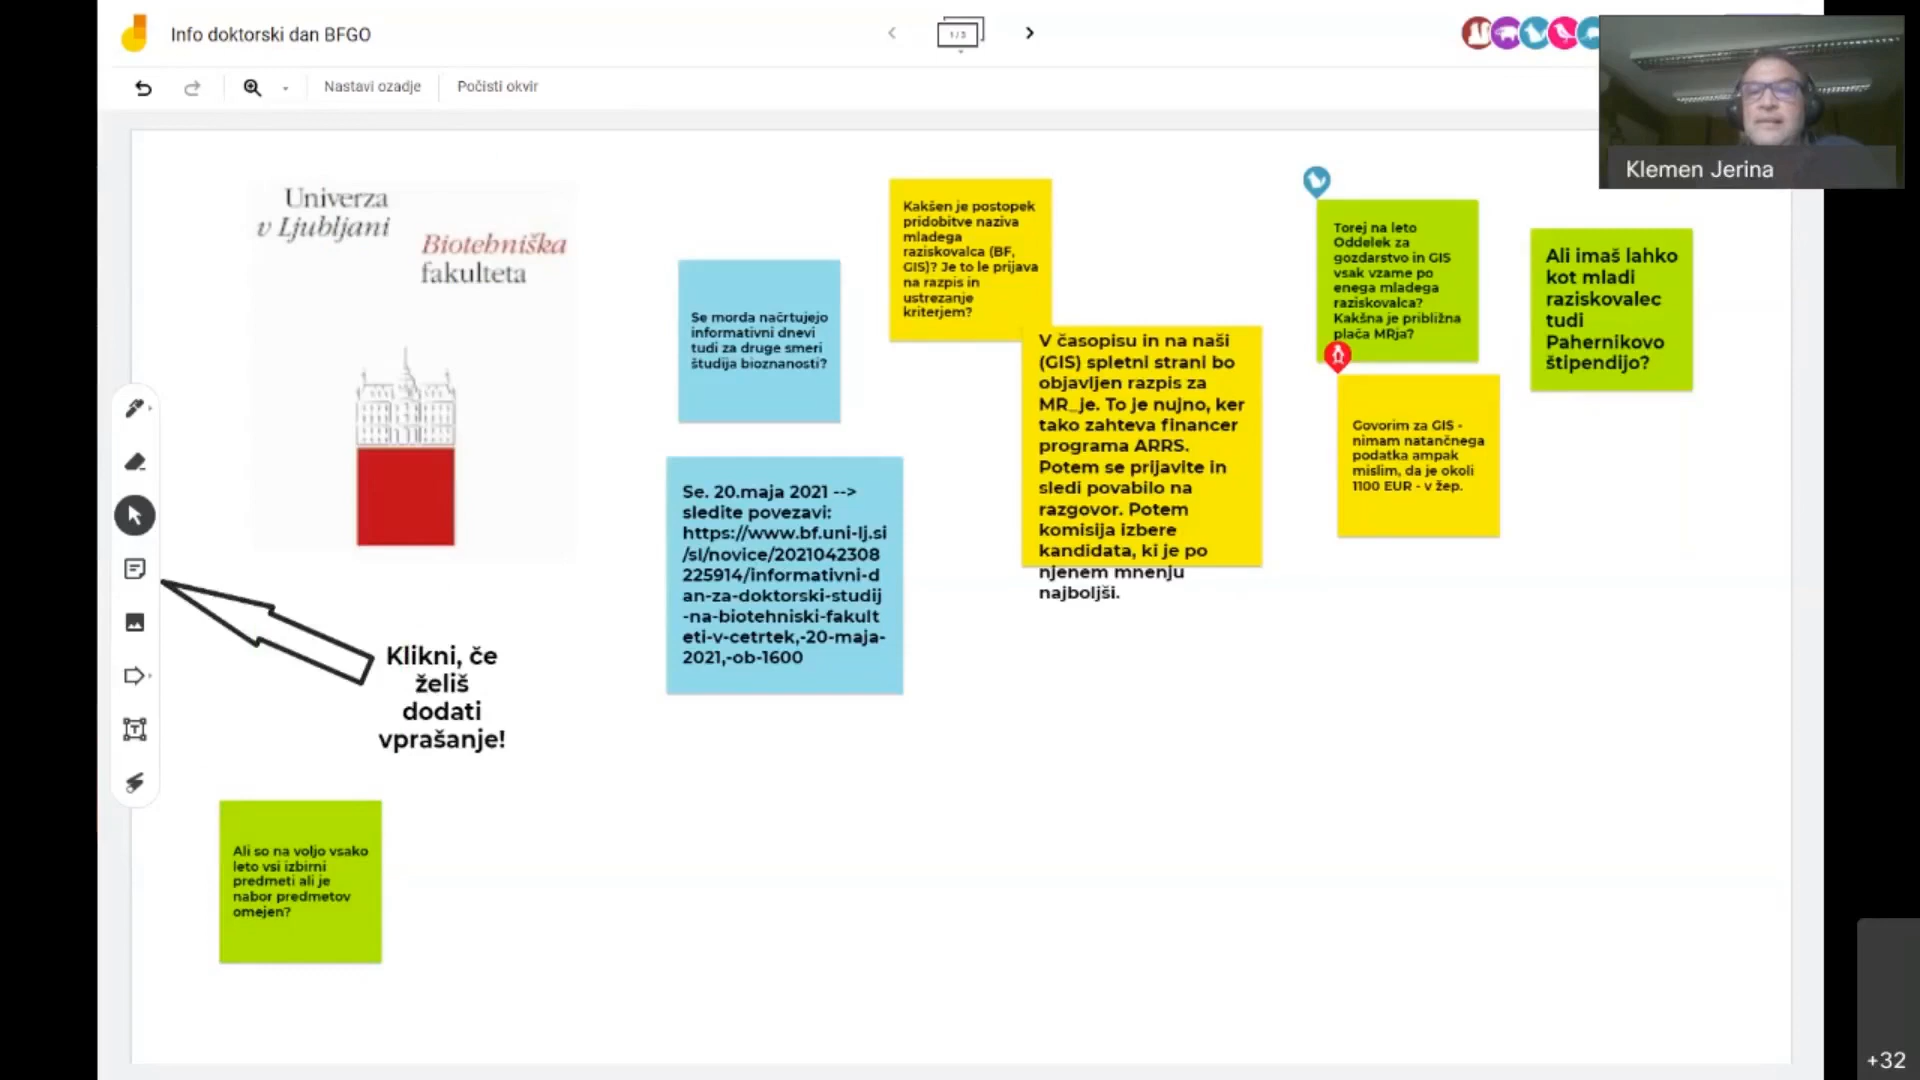 Info doktorski dan BFGO
1/3
Nastavi ozadje
Počisti okvir
Klemen Jerina
Univerza
v Ljubljani
Biotehniška
fakulteta
Se morda načrtujejo
informativni dnevi
tudi za druge smeri
študija bioznanosti?
Se. 20.maja 2021 -->
sledite povezavi:
https://www.bf.uni-lj.si
/sl/novice/2021042308
225914/informativni-d
an-za-doktorski-studij
-na-biotehniski-fakult
eti-v-cetrtek,-20-maja-
2021,-ob-1600
Kakšen je postopek
pridobitve naziva
mladega
raziskovalca (BF,
GIS)? Je to le prijava
na razpis in
ustrezanje
kriterjem?
V časopisu in na naši
(GIS) spletni strani bo
objavljen razpis za
MR_je. To je nujno, ker
tako zahteva financer
programa ARRS.
Potem se prijavite in
sledi povabilo na
razgovor. Potem
komisija izbere
kandidata, ki je po
njenem mnenju
najboljši.
Torej na leto
Oddelek za
gozdarstvo in GIS
vsak vzame po
enega mladega
raziskovalca?
Kakšna je približna
plača MRja?
Govorim za GIS -
nimam natančnega
podatka ampak
mislim, da je okoli
1100 EUR - v žep.
Ali imaš lahko
kot mladi
raziskovalec
tudi
Pahernikovo
štipendijo?
Klikni, če
želiš
dodati
vprašanje!
Ali so na voljo vsako
leto vsi izbirni
predmeti ali je
nabor predmetov
omejen?
+32